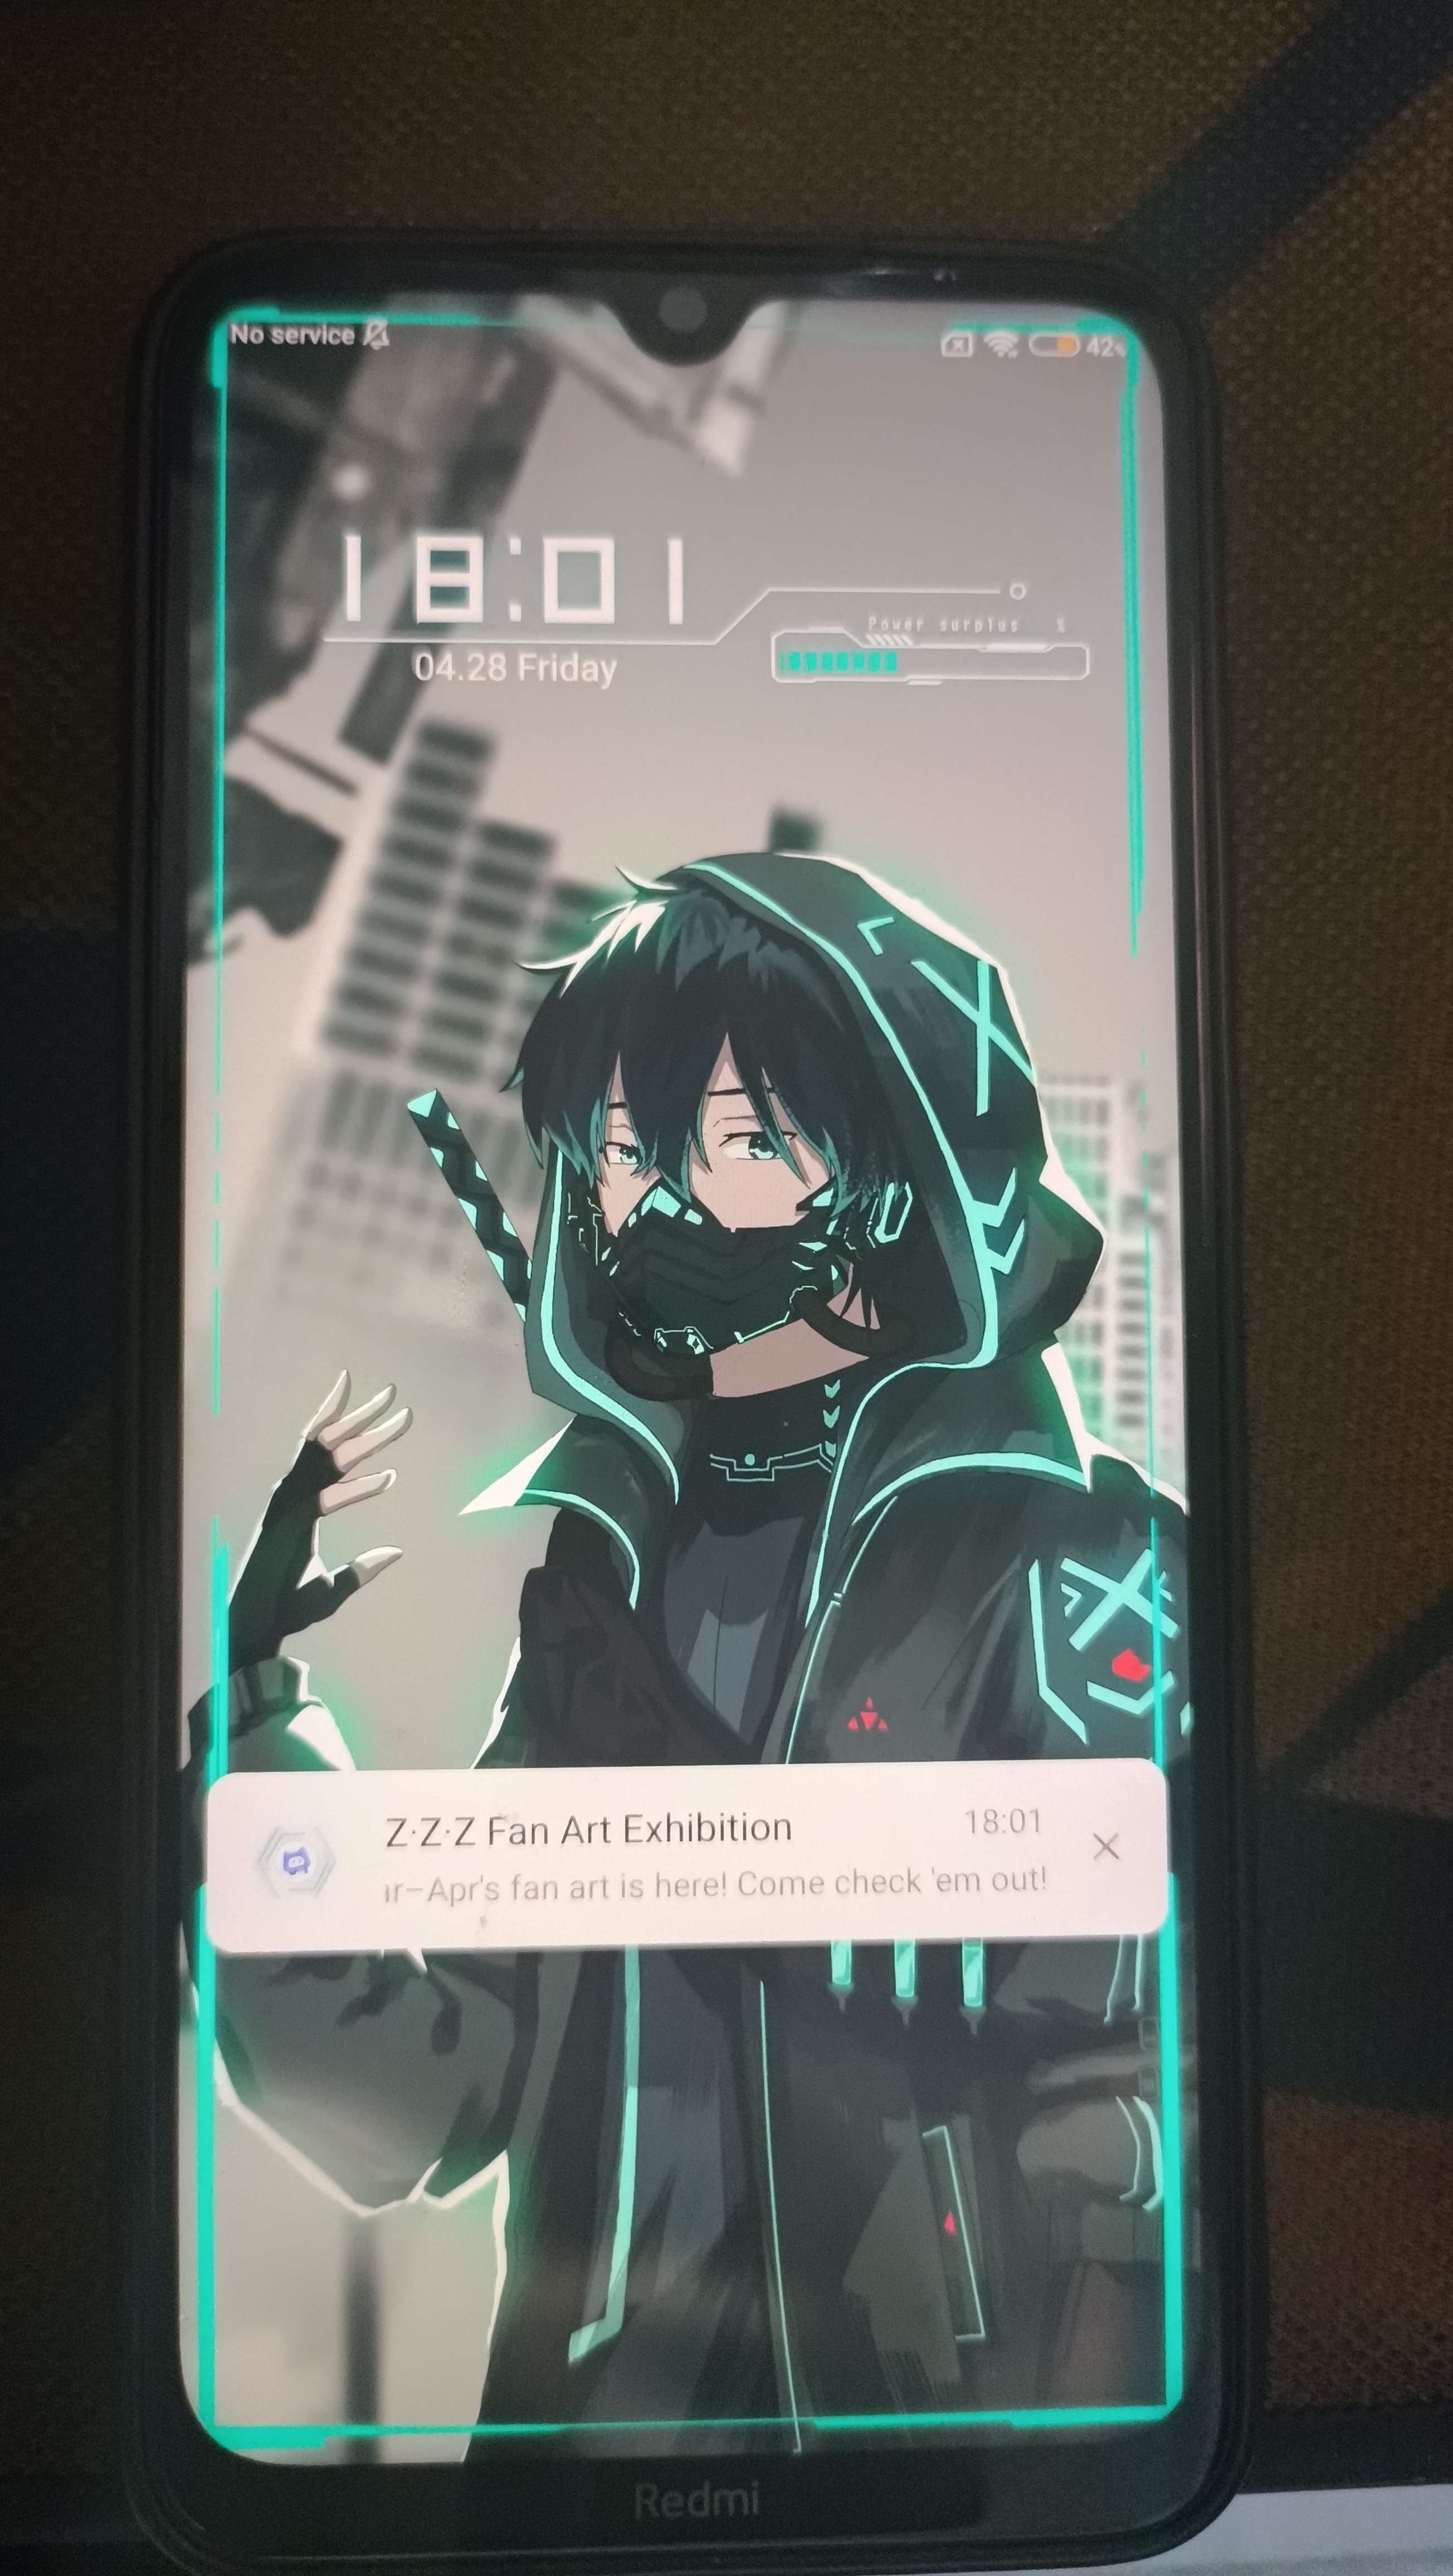 No service
42%
18:01
Power surplus %
04.28 Friday
Z·Z·Z Fan Art Exhibition
18:01
r-Apr's fan art is here! Come check 'em out!
Redmi